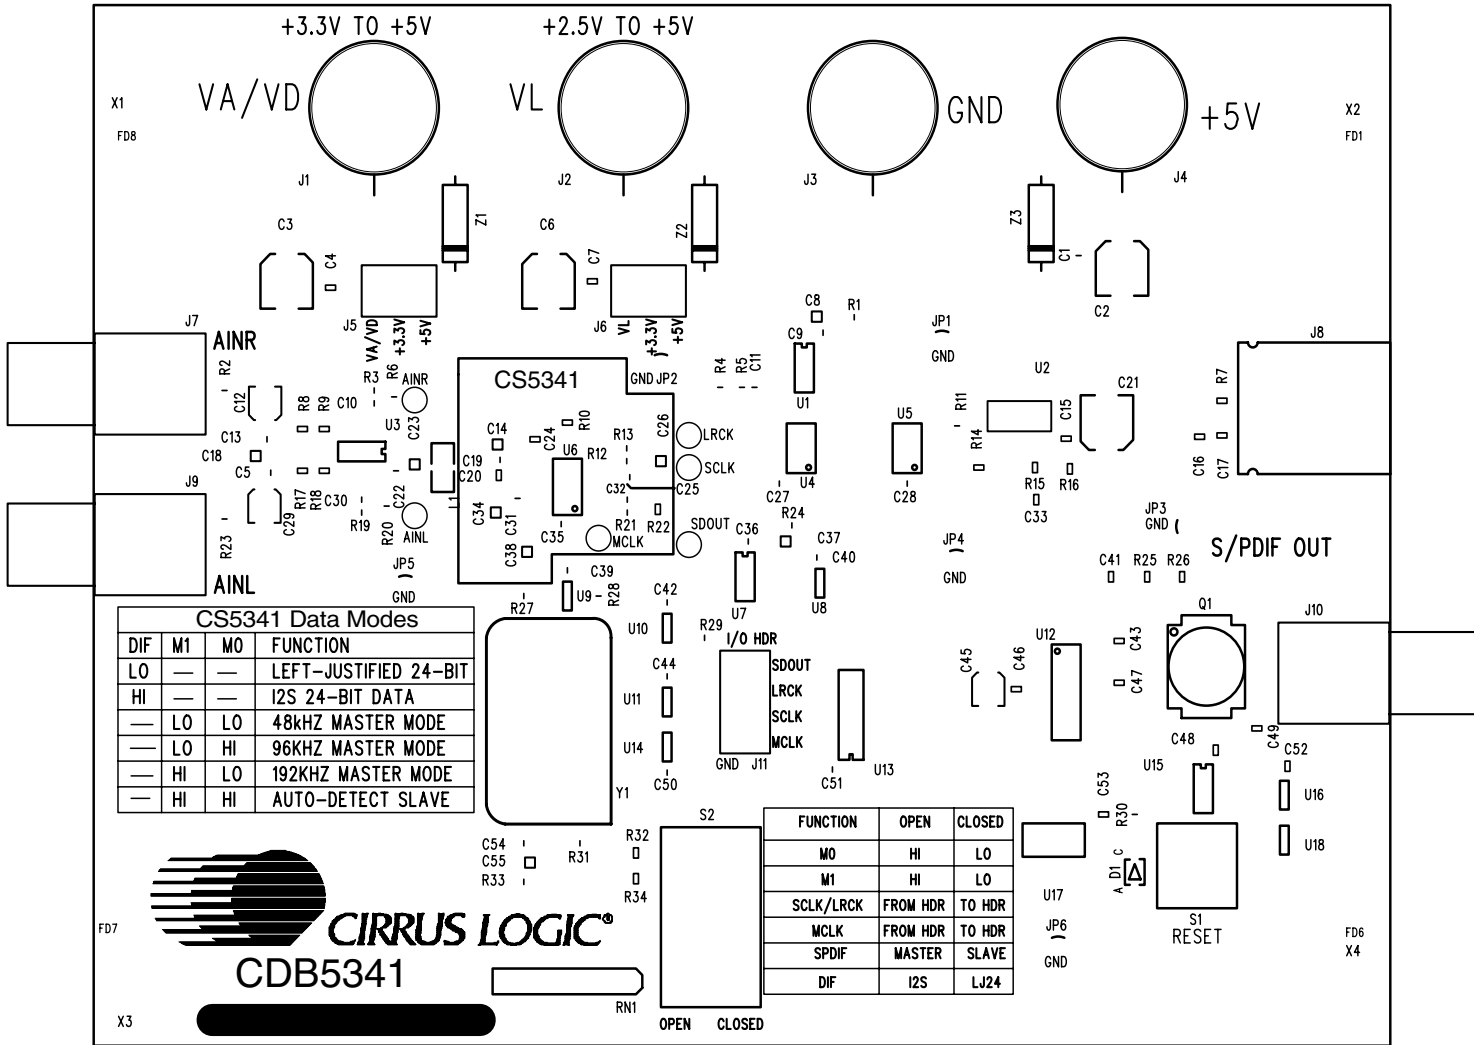 +3.3V TO +5V
+2.5V TO +5V
VA/VD
VL
GND
+5V
X1
FD8
X2
FD1
J1
J2
J3
J4
Z1
Z2
Z3
C3
C4
C6
C7
C1
C2
J5
VA/VD
+3.3V
+5V
J6
VL
+3.3V
+5V
C8
R1
C9
JP1
GND
J7
AINR
J8
R2
R3
R6
AINR
CS5341
GND JP2
R4
R5
C11
U1
U2
C21
R7
C12
R8
R9
C10
U3
C23
C14
C24
R10
C26
LRCK
U5
R11
C15
C13
C18
C5
C19
C20
U6
R12
R13
SCLK
U4
R14
C16
C17
R17
R18
C30
C22
L1
C32
C25
C27
C28
R15
R16
J9
C29
R19
R20
AINL
C34
C31
C35
R21
MCLK
R22
SDOUT
R24
C33
JP3
GND
R23
C38
C36
C37
C40
JP4
GND
S/PDIF OUT
AINL
JP5
GND
C39
U9
R28
R27
C42
U7
U8
C41
R25
R26
CS5341 Data Modes
DIF M1 M0 FUNCTION
LO — — LEFT-JUSTIFIED 24-BIT
HI — — I2S 24-BIT DATA
— LO LO 48kHZ MASTER MODE
— LO HI 96KHZ MASTER MODE
— HI LO 192KHZ MASTER MODE
— HI HI AUTO-DETECT SLAVE
U10
R29
I/O HDR
SDOUT
LRCK
SCLK
MCLK
GND J11
C44
U11
U14
C50
Y1
U13
C51
U12
C45
C46
C43
C47
Q1
J10
C49
C48
U15
C52
U16
U18
C53
R30
C54
C55
R33
R31
R32
R34
S2
FUNCTION OPEN CLOSED
M0 HI LO
M1 HI LO
SCLK/LRCK FROM HDR TO HDR
MCLK FROM HDR TO HDR
SPDIF MASTER SLAVE
DIF I2S LJ24
OPEN CLOSED
A D1 C
U17
JP6
GND
S1
RESET
FD7
CIRRUS LOGIC®
CDB5341
RN1
X3
FD6
X4